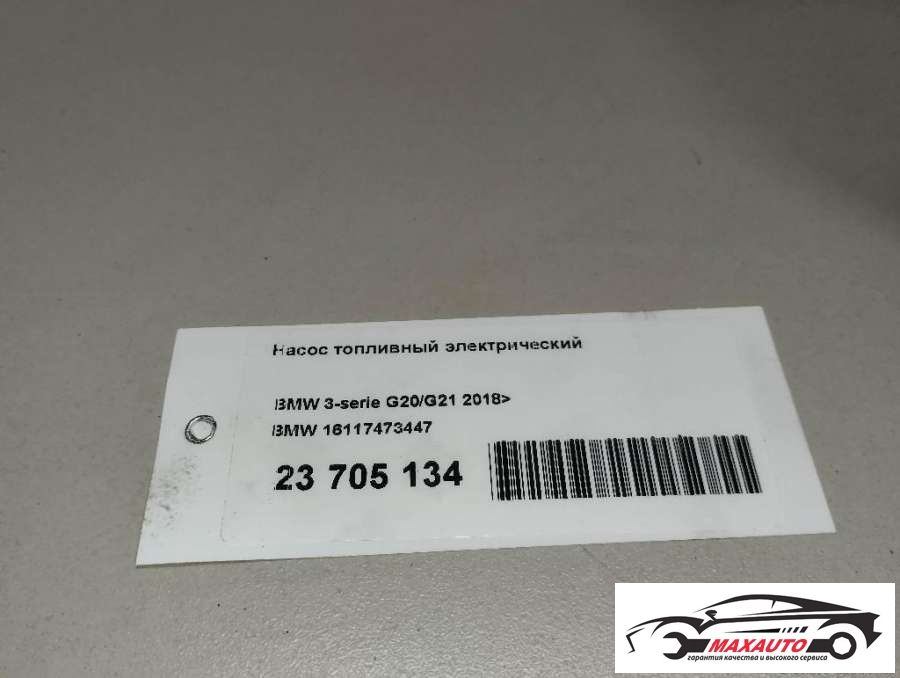 Насос топливный электрический
BMW 3-serie G20/G21 2018>
BMW 16117473447
23 705 134
MAXAUTO
гарантия качества и высокого сервиса